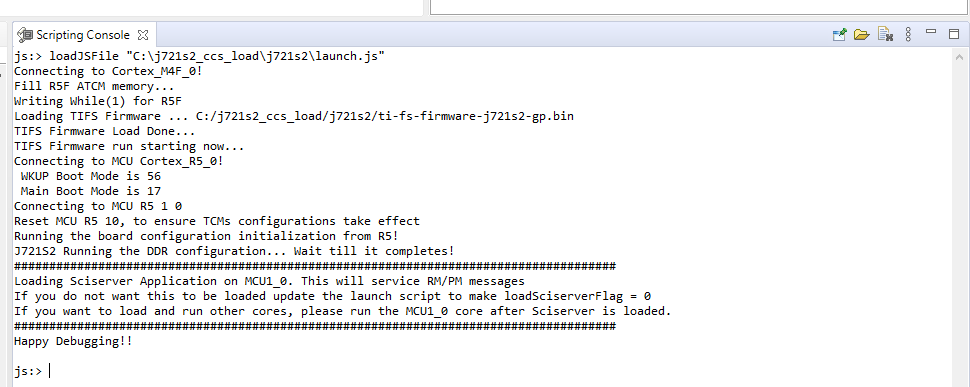 Scripting Console
js:> loadJSFile "C:\j721s2_ccs_load\j721s2\launch.js"
Connecting to Cortex_M4F_0!
Fill R5F ATCM memory...
Writing While(1) for R5F
Loading TIFS Firmware ... C:/j721s2_ccs_load/j721s2/ti-fs-firmware-j721s2-gp.bin
TIFS Firmware Load Done...
TIFS Firmware run starting now...
Connecting to MCU Cortex_R5_0!
WKUP Boot Mode is 56
Main Boot Mode is 17
Connecting to MCU R5 1 0
Reset MCU R5 10, to ensure TCMs configurations take effect
Running the board configuration initialization from R5!
J721S2 Running the DDR configuration... Wait till it completes!
######################################################################################
Loading Sciserver Application on MCU1_0. This will service RM/PM messages
If you do not want this to be loaded update the launch script to make loadSciserverFlag = 0
If you want to load and run other cores, please run the MCU1_0 core after Sciserver is loaded.
######################################################################################
Happy Debugging!!
js:>